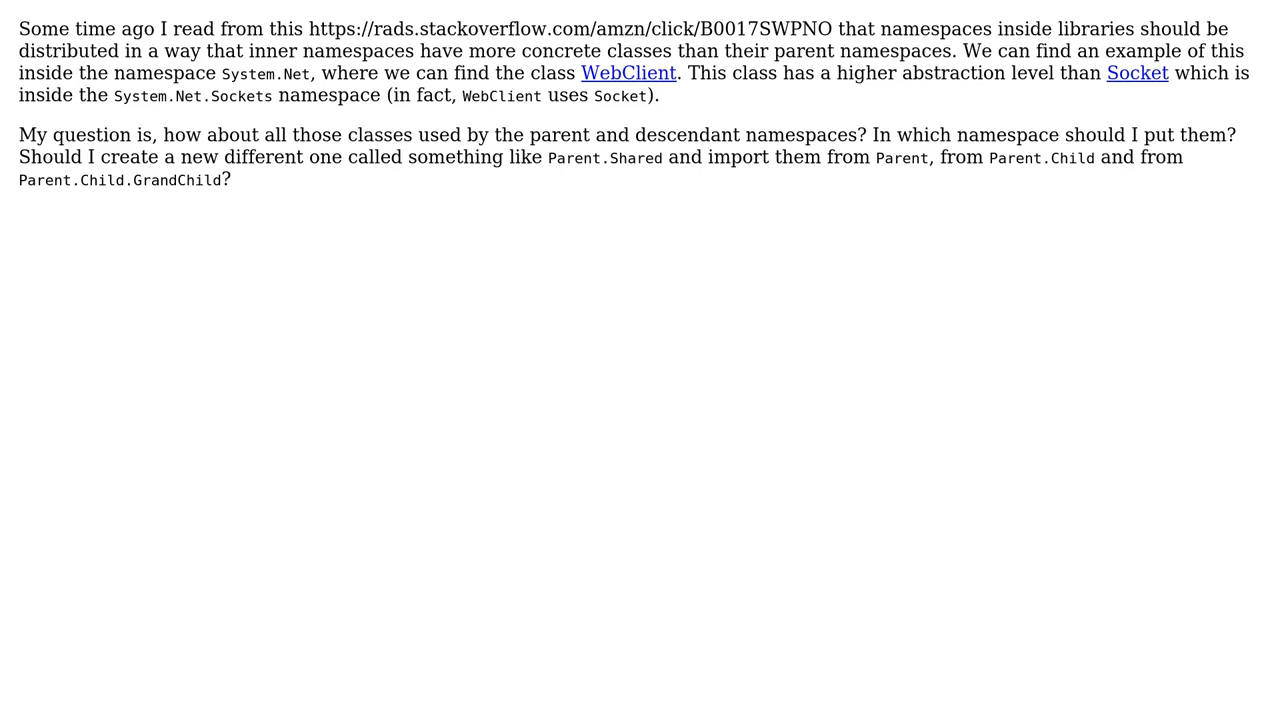 Some time ago I read from this https://rads.stackoverflow.com/amzn/click/B0017SWPNO that namespaces inside libraries should be
distributed in a way that inner namespaces have more concrete classes than their parent namespaces. We can find an example of this
inside the namespace System.Net, where we can find the class WebClient. This class has a higher abstraction level than Socket which is
inside the System.Net.Sockets namespace (in fact, WebClient uses Socket).
My question is, how about all those classes used by the parent and descendant namespaces? In which namespace should I put them?
Should I create a new different one called something like Parent.Shared and import them from Parent, from Parent.Child and from
Parent.Child.GrandChild?